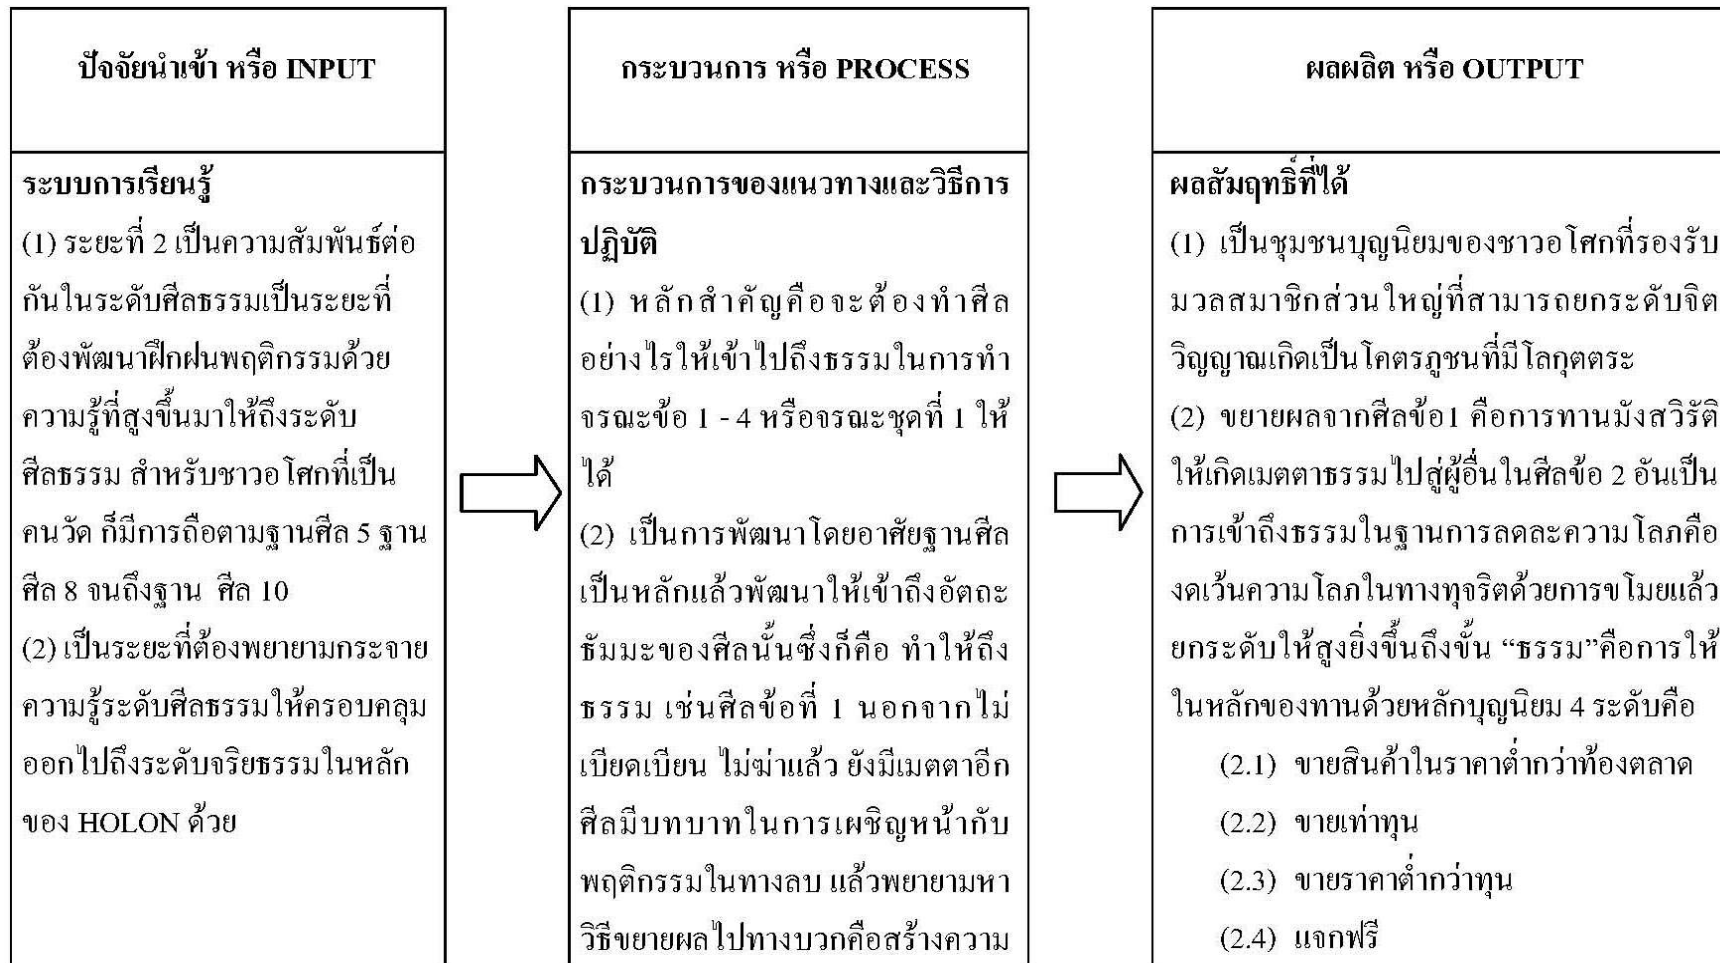 ปัจจัยนำเข้า หรือ INPUT
ระบบการเรียนรู้
(1) ระยะที่ 2 เป็นความสัมพันธ์ต่อ
กันในระดับศีลธรรมเป็นระยะที่
ต้องพัฒนาฝึกฝนพฤติกรรมด้วย
ความรู้ที่สูงขึ้นมาให้ถึงระดับ
ศีลธรรม สำหรับชาวอโศกที่เป็น
คนวัด ก็มีการถือตามฐานศีล 5 ฐาน
ศีล 8 จนถึงฐาน ศีล 10
(2) เป็นระยะที่ต้องพยายามกระจาย
ความรู้ระดับศีลธรรมให้ครอบคลุม
ออกไปถึงระดับจริยธรรมในหลัก
ของ HOLON ด้วย
กระบวนการ หรือ PROCESS
กระบวนการของแนวทางและวิธีการ
ปฏิบัติ
(1) หลักสำคัญคือจะต้องทำศีล
อย่างไรให้เข้าไปถึงธรรมในการทำ
จรณะข้อ 1 - 4 หรือจรณะชุดที่ 1 ให้
ได้
(2) เป็นการพัฒนาโดยอาศัยฐานศีล
เป็นหลักแล้วพัฒนาให้เข้าถึงอัตถะ
ธัมมะของศีลนั้นซึ่งก็คือ ทำให้ถึง
ธรรม เช่นศีลข้อที่ 1 นอกจากไม่
เบียดเบียน ไม่ฆ่าแล้ว ยังมีเมตตาอีก
ศีลมีบทบาทในการเผชิญหน้ากับ
พฤติกรรมในทางลบ แล้วพยายามหา
วิธีขยายผลไปทางบวกคือสร้างความ
ผลผลิต หรือ OUTPUT
ผลสัมฤทธิ์ที่ได้
(1) เป็นชุมชนบุญนิยมของชาวอโศกที่รองรับ
มวลสมาชิกส่วนใหญ่ที่สามารถยกระดับจิต
วิญญาณเกิดเป็นโคตรภูชนที่มีโลกุตตระ
(2) ขยายผลจากศีลข้อ1 คือการทานมังสวิรัติ
ให้เกิดเมตตาธรรมไปสู่ผู้อื่นในศีลข้อ 2 อันเป็น
การเข้าถึงธรรมในฐานการลดละความโลภคือ
งดเว้นความโลภในทางทุจริตด้วยการขโมยแล้ว
ยกระดับให้สูงยิ่งขึ้นถึงขั้น “ธรรม”คือการให้
ในหลักของทานด้วยหลักบุญนิยม 4 ระดับคือ
(2.1) ขายสินค้าในราคาต่ำกว่าท้องตลาด
(2.2) ขายเท่าทุน
(2.3) ขายราคาต่ำกว่าทุน
(2.4) แจกฟรี